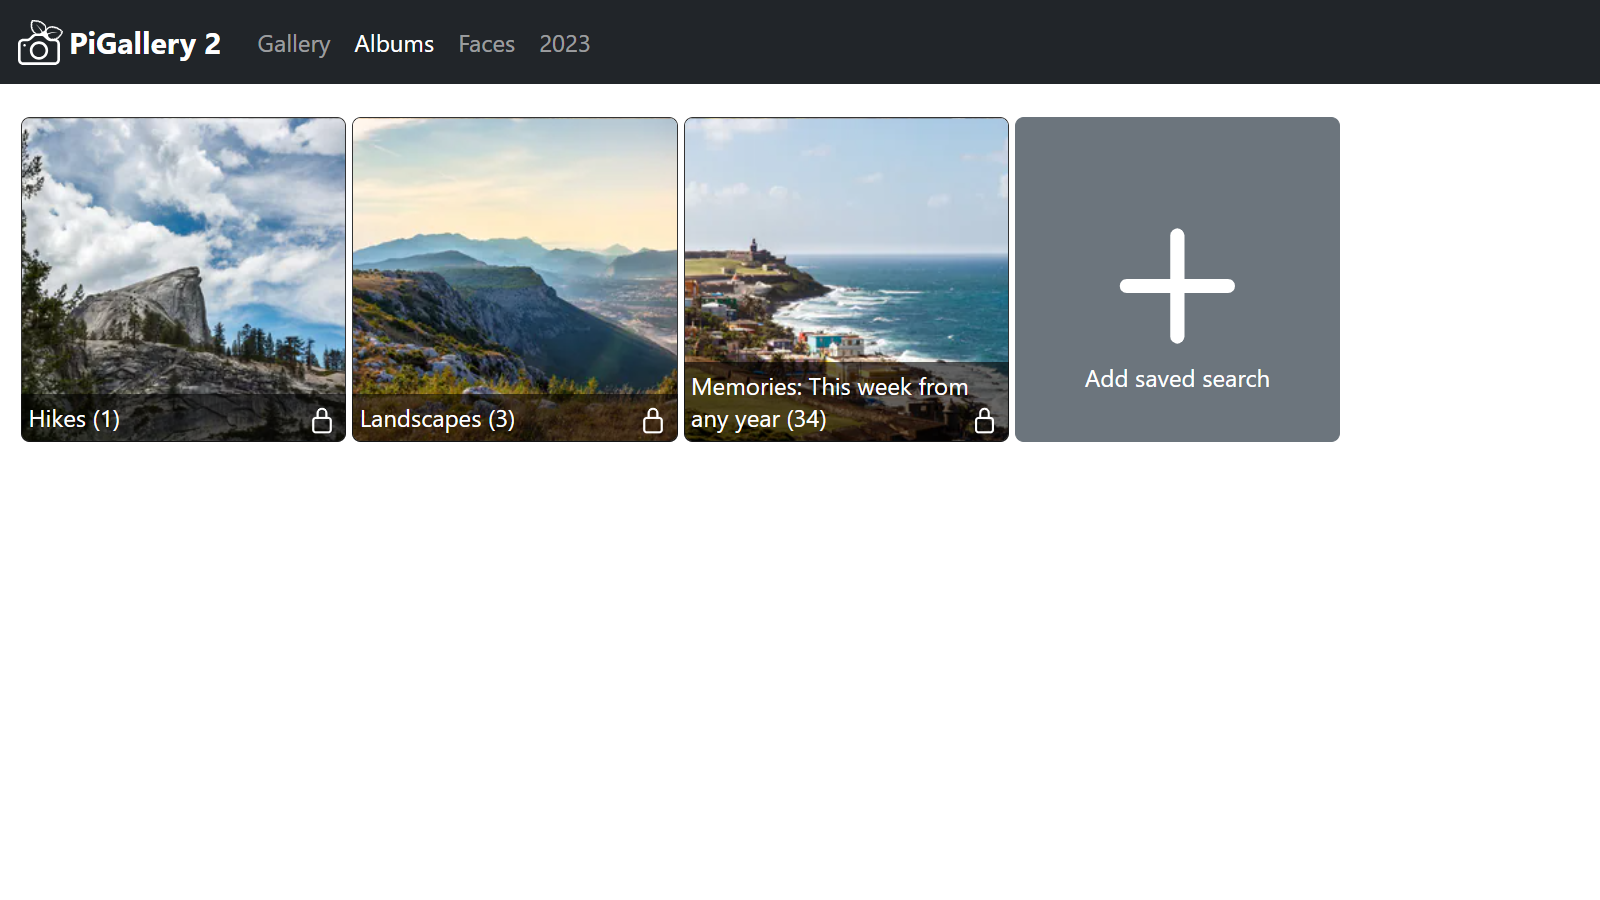 PiGallery 2
Gallery
Albums
Faces
2023
Hikes (1)
Landscapes (3)
Memories: This week from
any year (34)
Add saved search